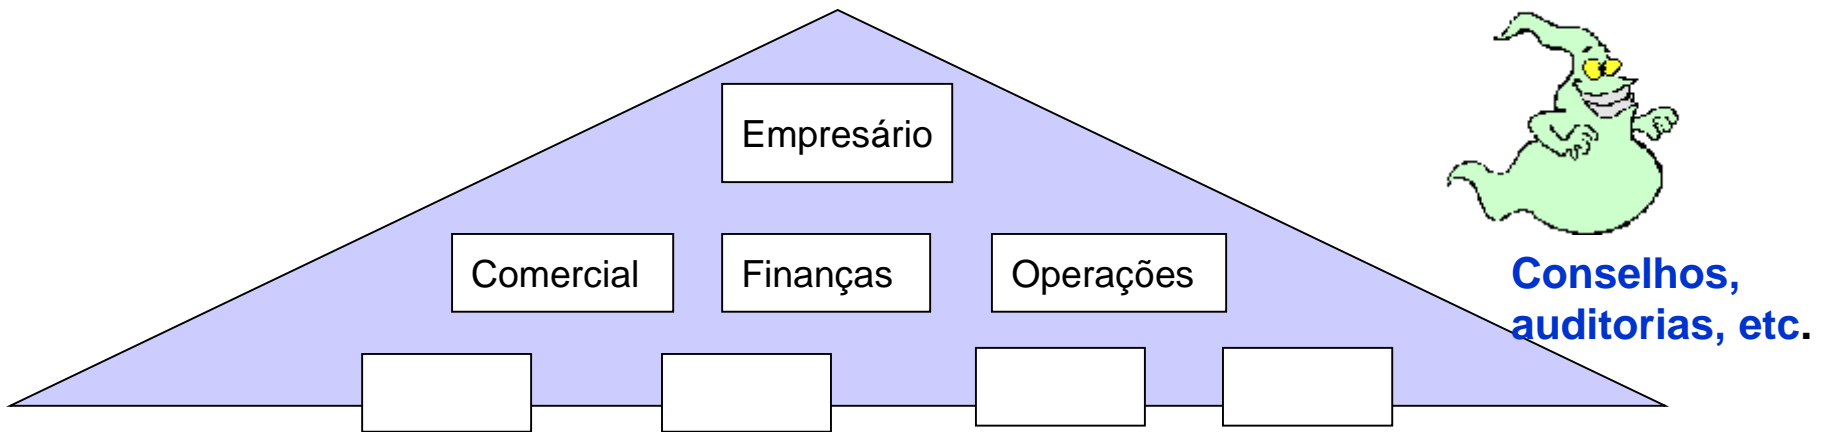 Empresário
Comercial
Finanças
Operações
Conselhos,
auditorias, etc.